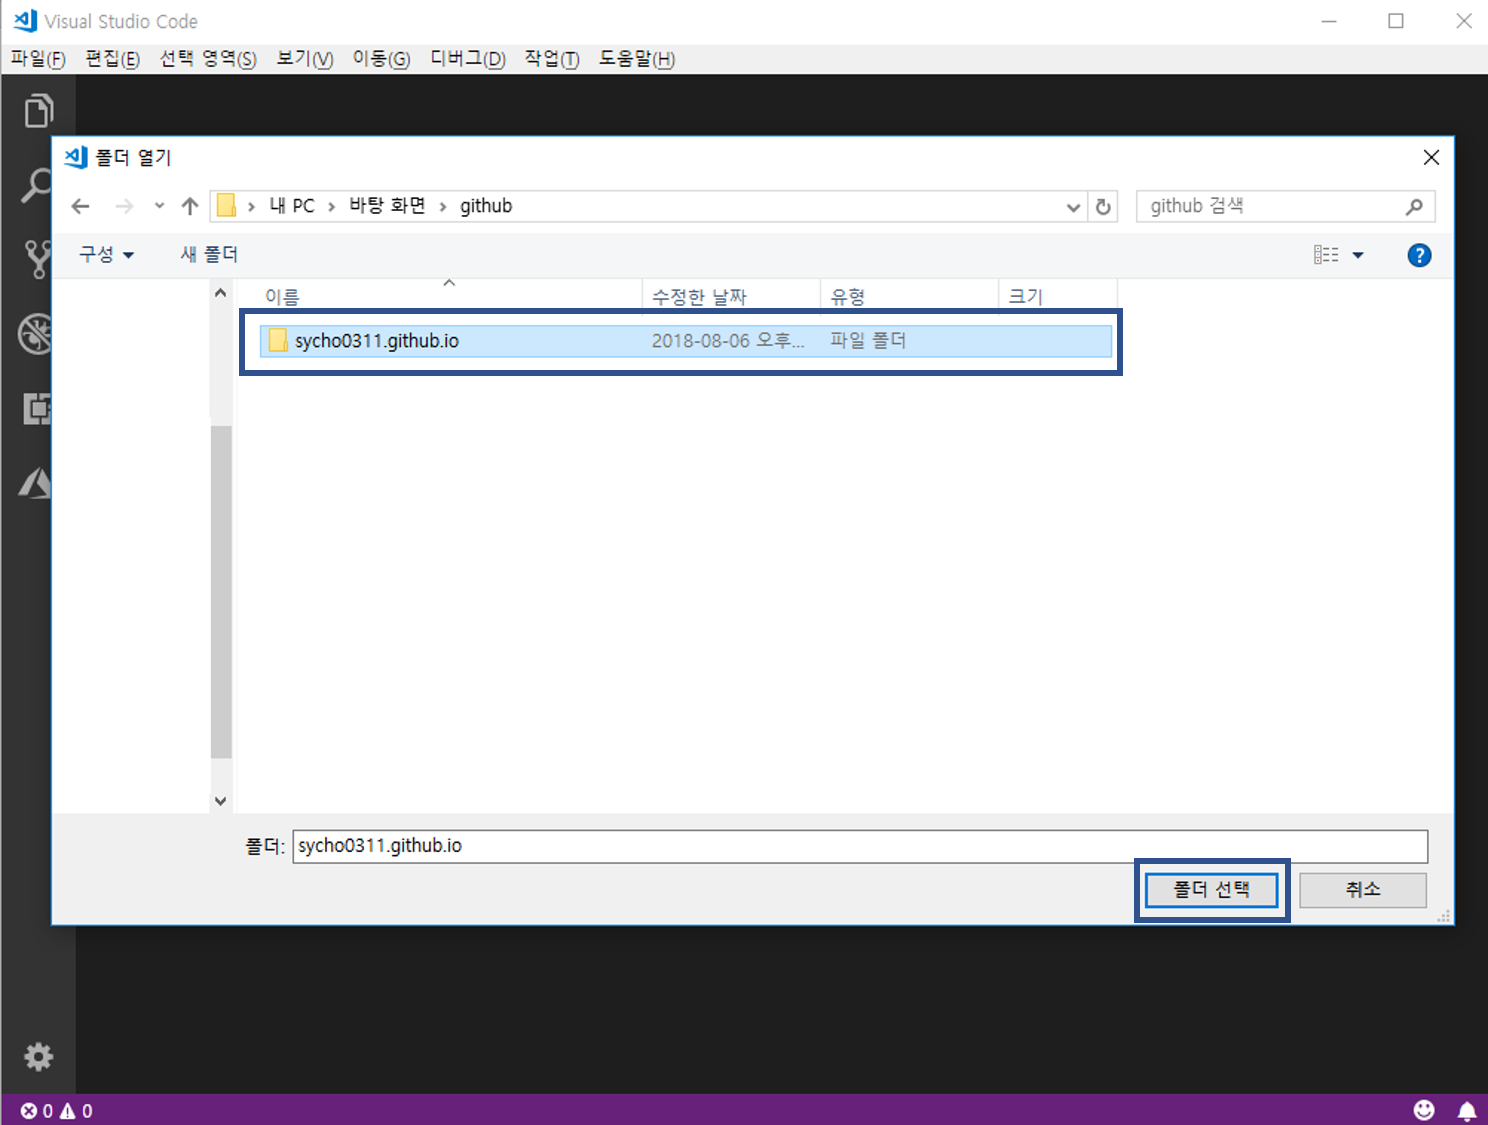 Visual Studio Code
파일(F) 편집(E) 선택 영역(S) 보기(V) 이동(G) 디버그(D) 작업(T) 도움말(H)
폴더 열기
내 PC 바탕 화면 github
github 검색
구성 새 폴더
?
이름 수정한 날짜 유형 크기
sycho0311.github.io 2018-08-06 오후... 파일 폴더
폴더: sycho0311.github.io
폴더 선택 취소
0 0